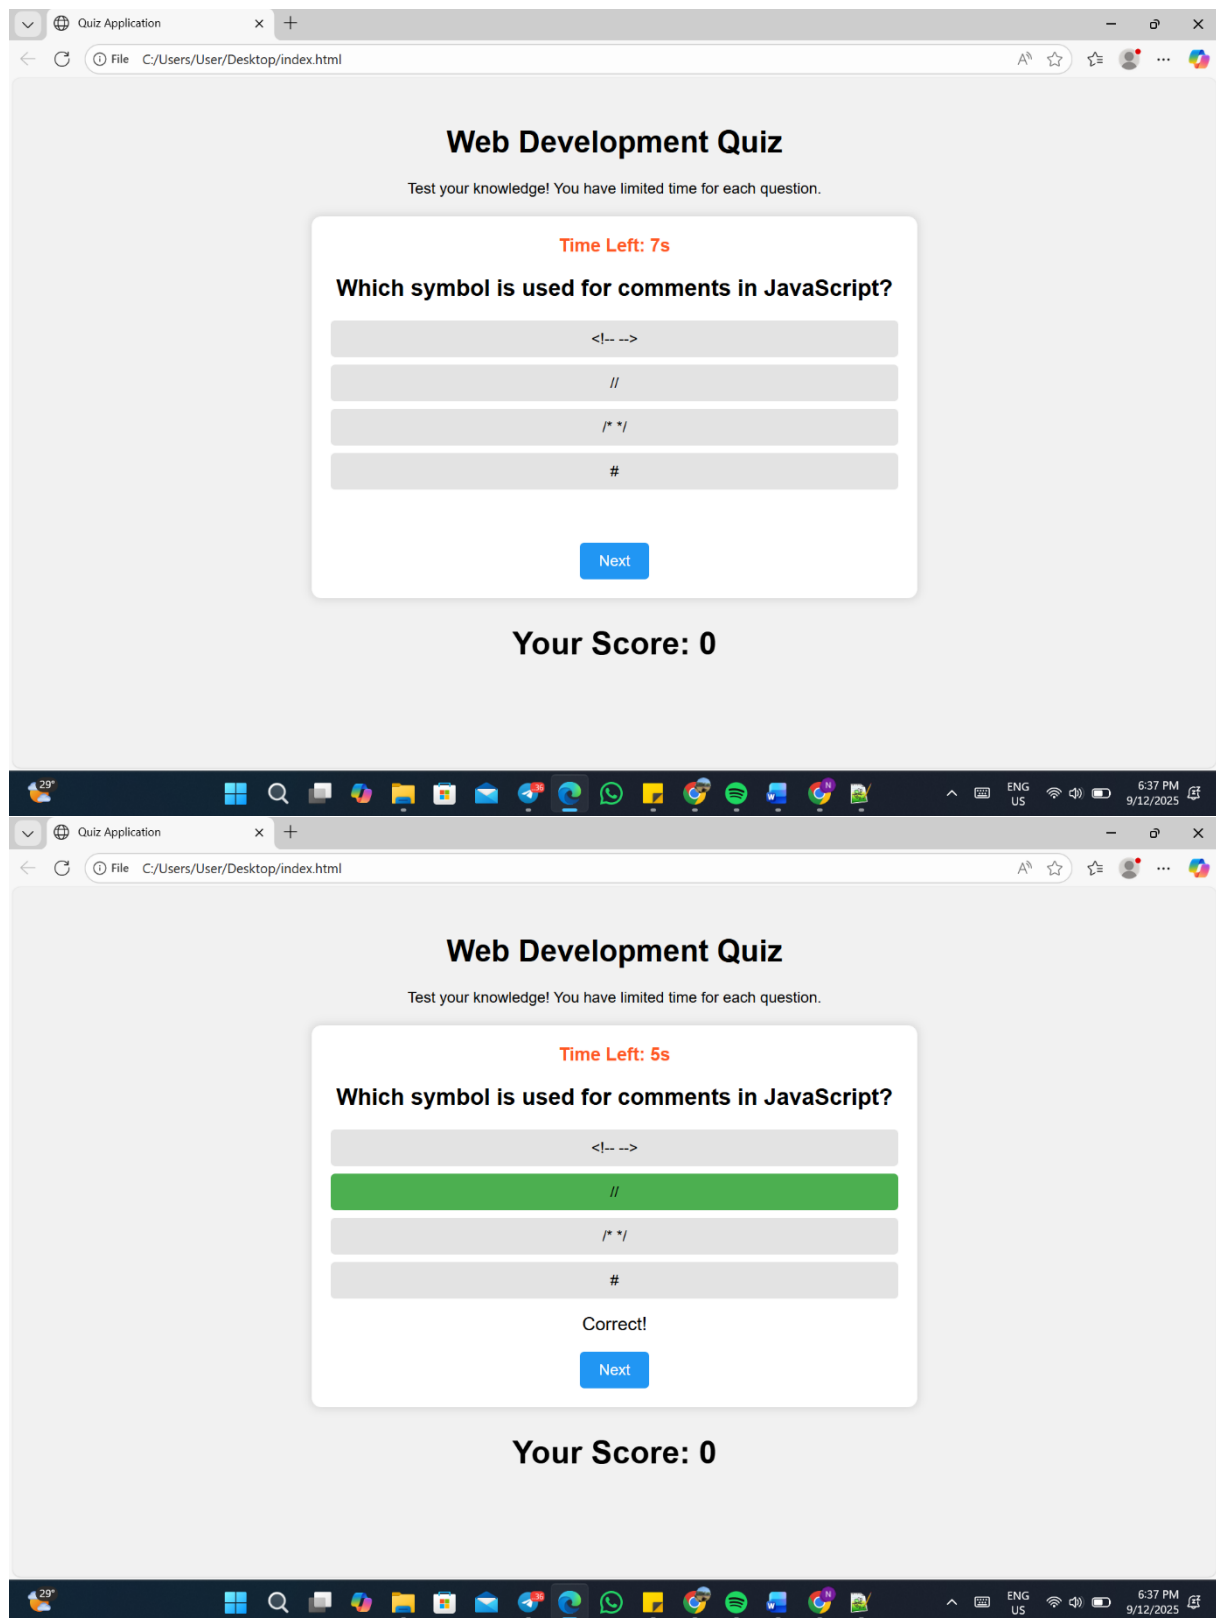 Quiz Application
File C:/Users/User/Desktop/index.html
Web Development Quiz
Test your knowledge! You have limited time for each question.
Time Left: 7s
Which symbol is used for comments in JavaScript?
<!-- -->
//
/* */
#
Next
Your Score: 0
29°
36
N
ENG
US
6:37 PM
9/12/2025
Quiz Application
File C:/Users/User/Desktop/index.html
Web Development Quiz
Test your knowledge! You have limited time for each question.
Time Left: 5s
Which symbol is used for comments in JavaScript?
<!-- -->
//
/* */
#
Correct!
Next
Your Score: 0
29°
36
N
ENG
US
6:37 PM
9/12/2025